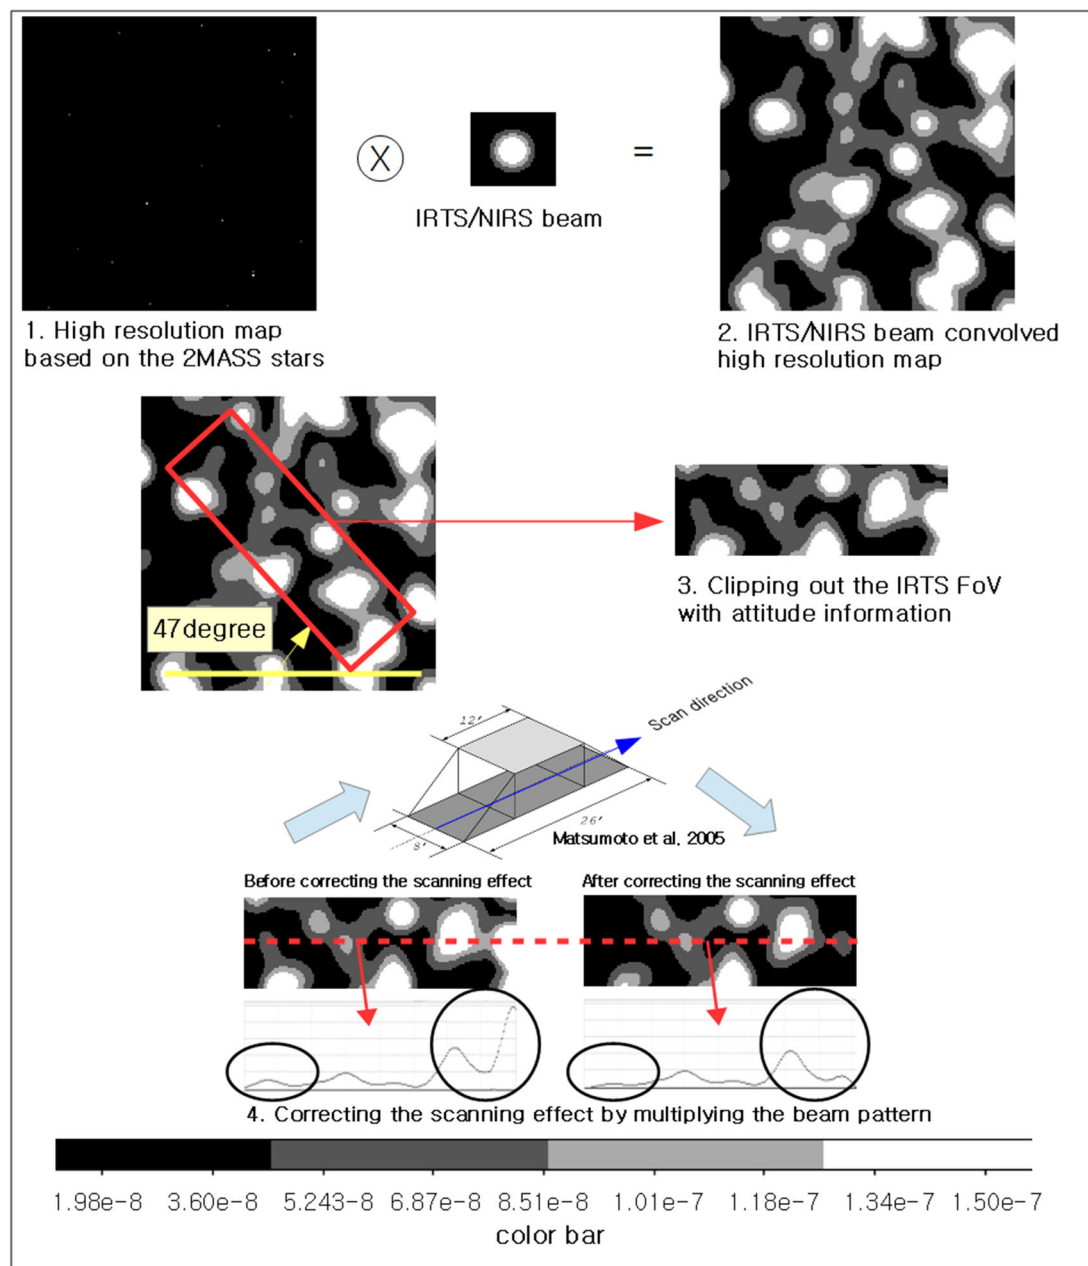 X
=
IRTS/NIRS beam
1. High resolution map
based on the 2MASS stars
2. IRTS/NIRS beam convolved
high resolution map
47degree
3. Clipping out the IRTS FoV
with attitude information
Scan direction
12'
26'
8'
Matsumoto et al, 2005
Before correcting the scanning effect
After correcting the scanning effect
4. Correcting the scanning effect by multiplying the beam pattern
1.98e-8 3.60e-8 5.243-8 6.87e-8 8.51e-8 1.01e-7 1.18e-7 1.34e-7 1.50e-7
color bar